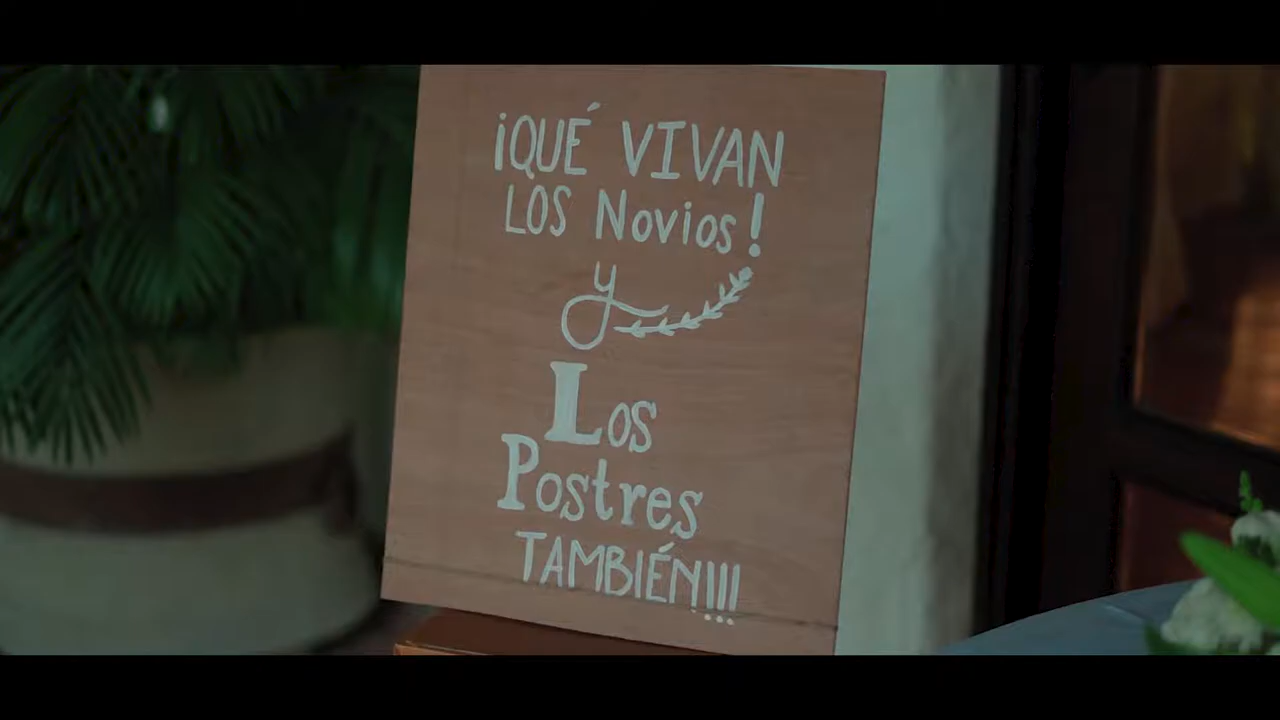 ¡QUÉ VIVAN
LOS Novios!
y
Los
Postres
TAMBIÉN!!!